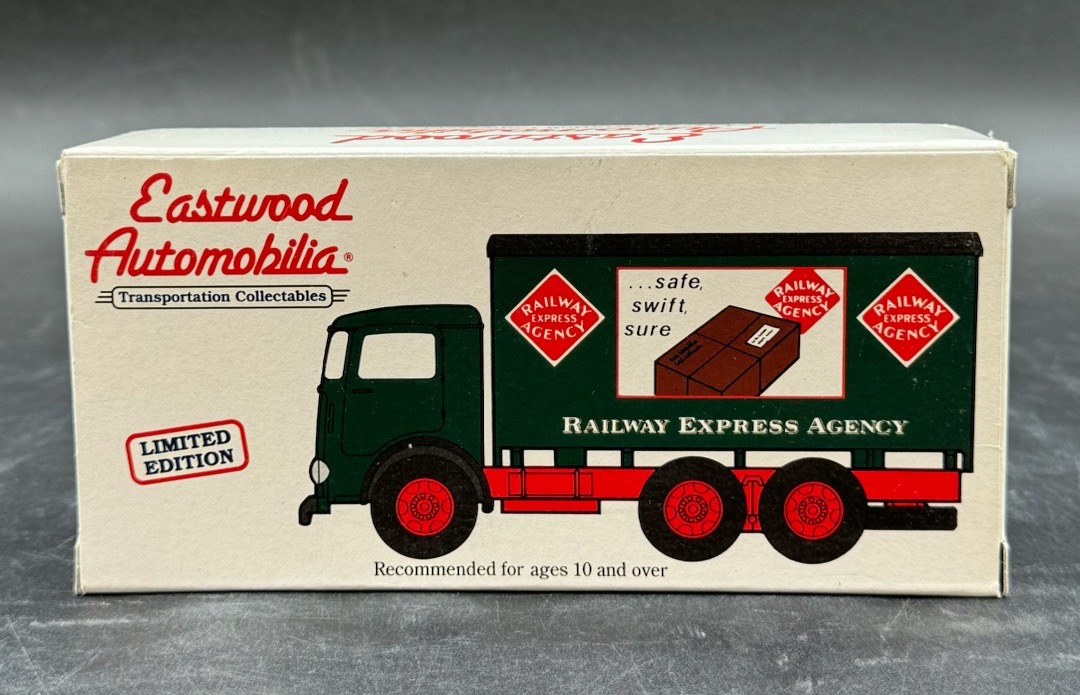 Eastwood
Eastwood
Automobilia®
Transportation Collectables
LIMITED
EDITION
RAILWAY
EXPRESS
AGENCY
...safe,
swift,
sure
RAILWAY
EXPRESS
AGENCY
RAILWAY
EXPRESS
AGENCY
RAILWAY EXPRESS AGENCY
Recommended for ages 10 and over